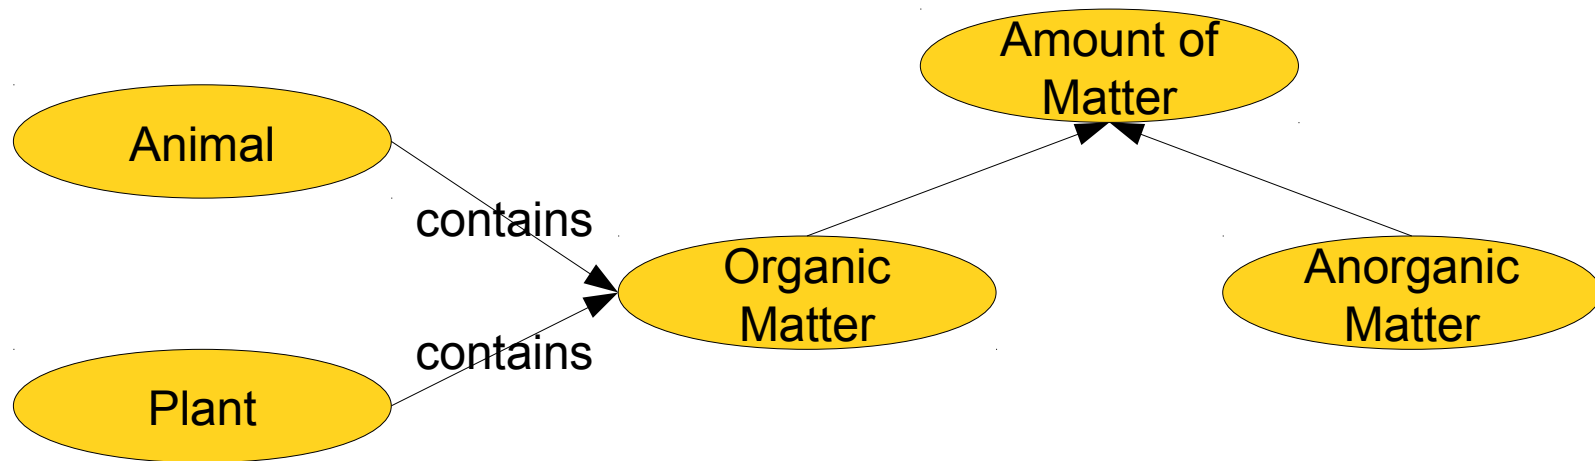 Amount of
Matter
Animal
contains
Organic
Matter
Anorganic
Matter
contains
Plant